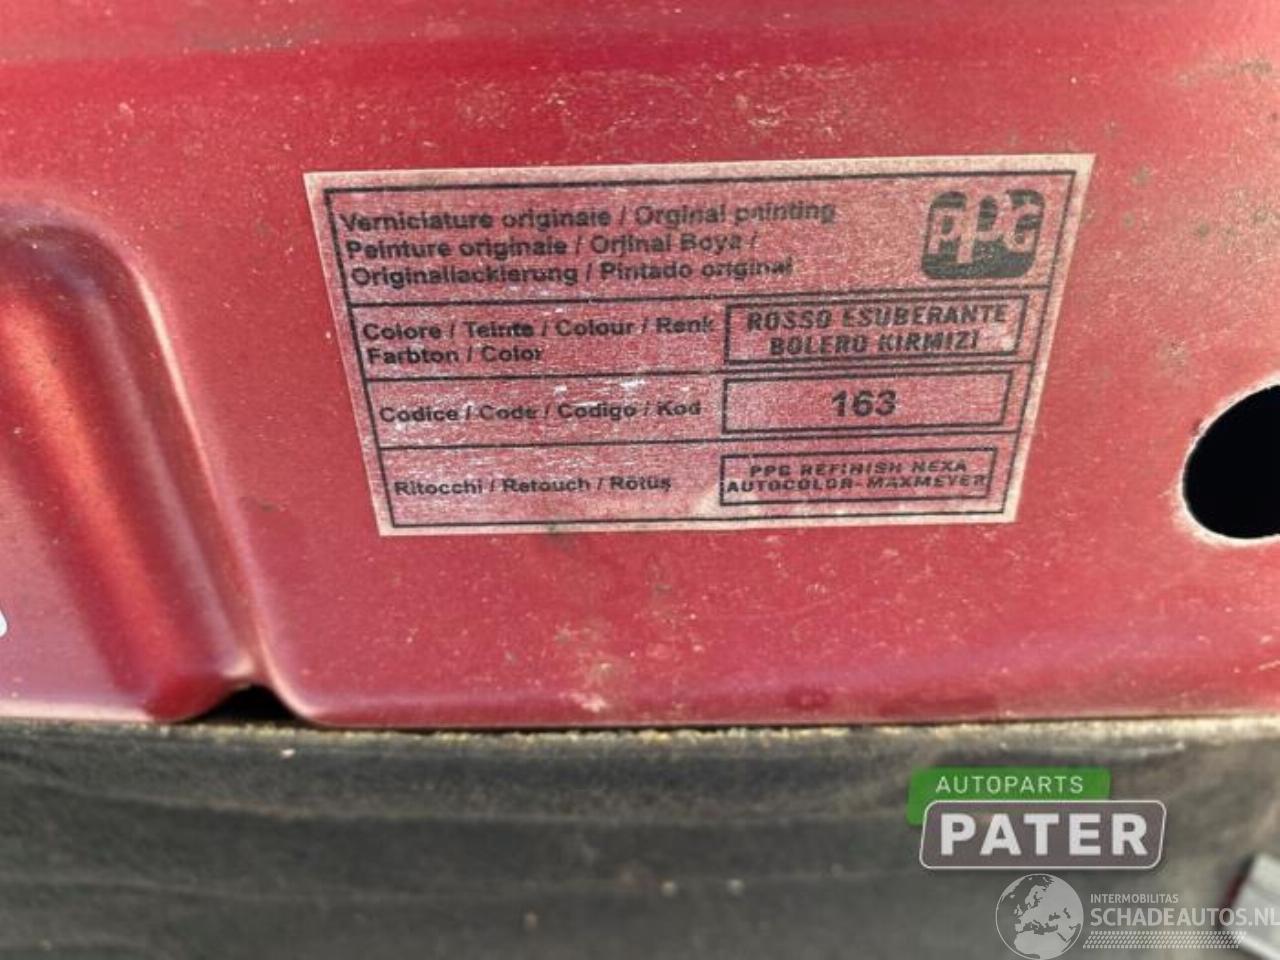 Verniciature originale / Orginal painting
Peinture originale / Orjinal Boya /
Originallackierung / Pintado original
PPG
Colore / Teinte / Colour / Renk
Farbton / Color
ROSSO ESUBERANTE
BOLERO KIRMIZI
Codice / Code / Codigo / Kod
163
Ritocchi / Retouch / Rötuş
PPG REFINISH NEXA
AUTOCOLOR-MAXMEYER
AUTOPARTS
PATER
INTERMOBILITAS
SCHADEAUTOS.NL